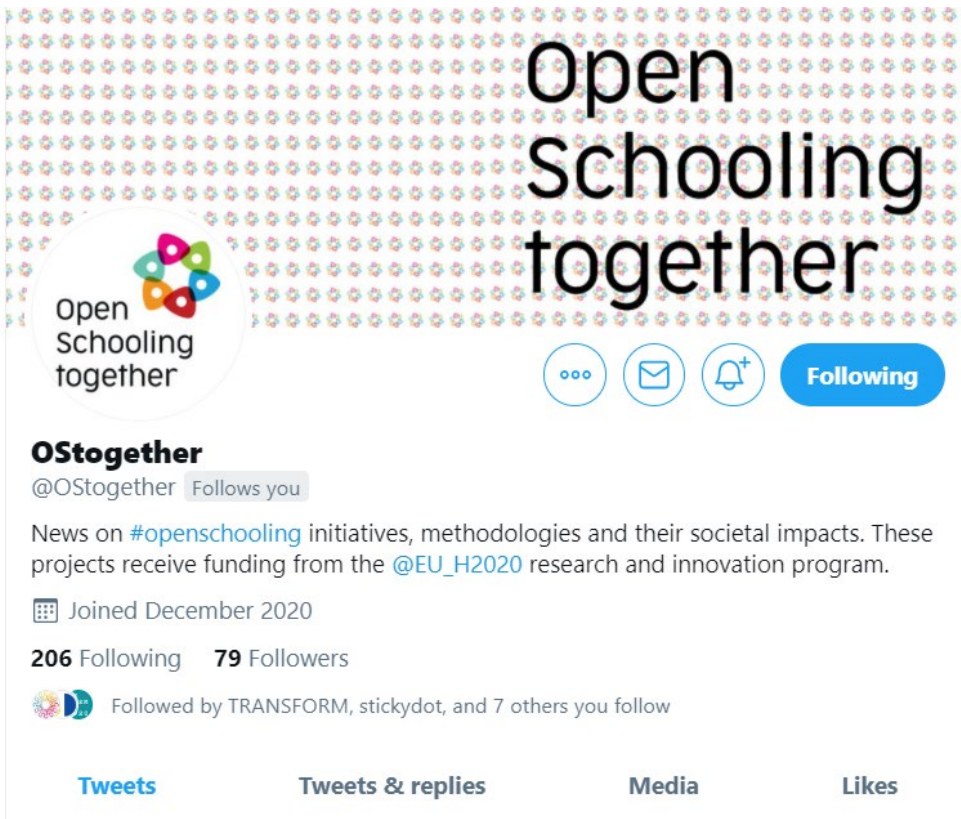 Open
Schooling
together
Open
Schooling
together
Following
OStogether
@OStogether Follows you
News on #openschooling initiatives, methodologies and their societal impacts. These
projects receive funding from the @EU_H2020 research and innovation program.
Joined December 2020
206 Following 79 Followers
Followed by TRANSFORM, stickydot, and 7 others you follow
Tweets Tweets & replies Media Likes